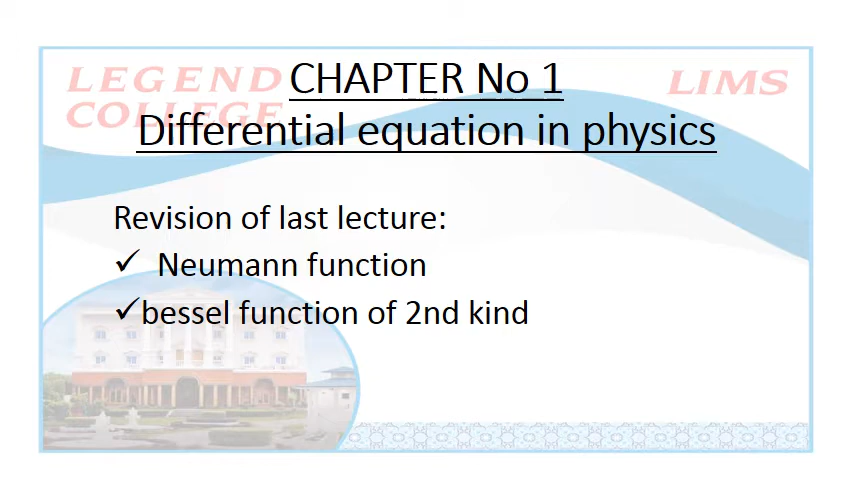 LEGEND
COLLEGE
LIMS
CHAPTER No 1
Differential equation in physics
Revision of last lecture:
✓ Neumann function
✓bessel function of 2nd kind